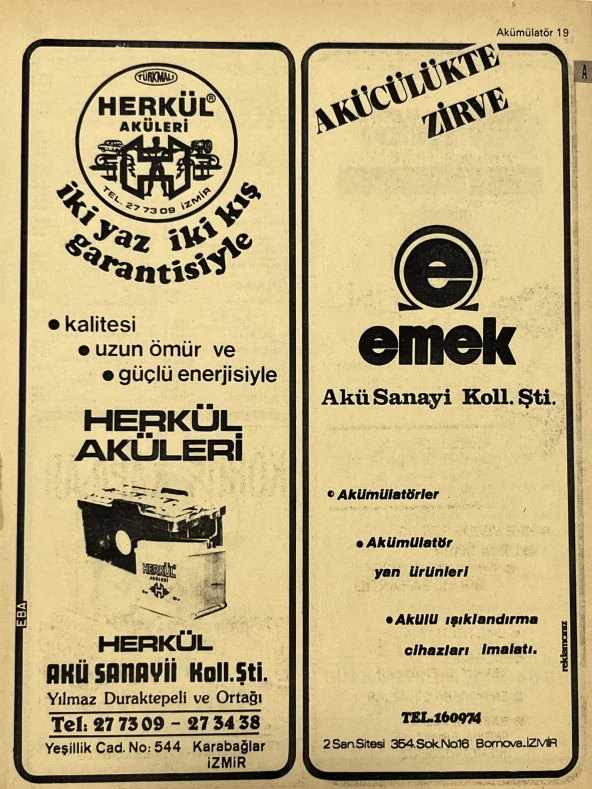 Akümülatör 19
A
TÜRKMALI
HERKÜL®
AKÜLERİ
TEL. 27 73 09 İZMİR
iki yaz iki kış
garantisiyle
• kalitesi
• uzun ömür ve
• güçlü enerjisiyle
HERKÜL
AKÜLERİ
HERKÜL
AKÜLERİ
H
HERKÜL
AKÜ SANAYİİ Koll.Şti.
Yılmaz Duraktepeli ve Ortağı
Tel: 27 73 09 - 27 34 38
Yeşillik Cad. No: 544 Karabağlar
İZMİR
EBA
AKÜCÜLÜKTE
ZİRVE
e
emek
Akü Sanayi Koll. Şti.
• Akümülatörler
• Akümülatör
yan ürünleri
• Akülü ışıklandırma
cihazları imalatı.
TEL.160974
2 San.Sitesi 354.Sok.No:16 Bornova-İZMİR
reklamcınız